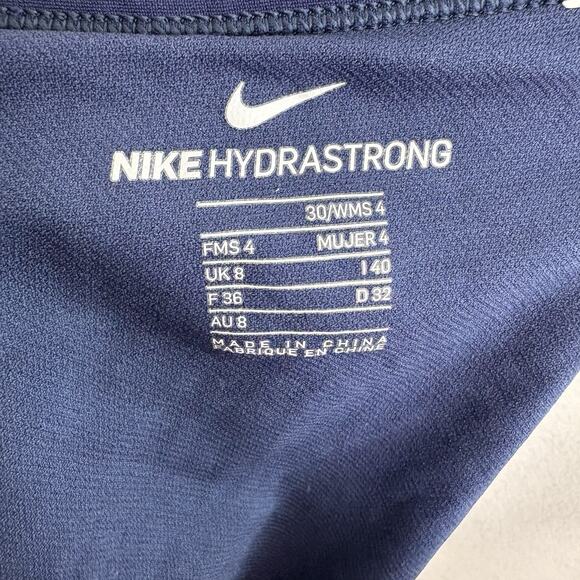 NIKE HYDRASTRONG
30/WMS 4
FMS 4 MUJER 4
UK 8 I 40
F 36 D 32
AU 8
MADE IN CHINA
FABRIQUE EN CHINE